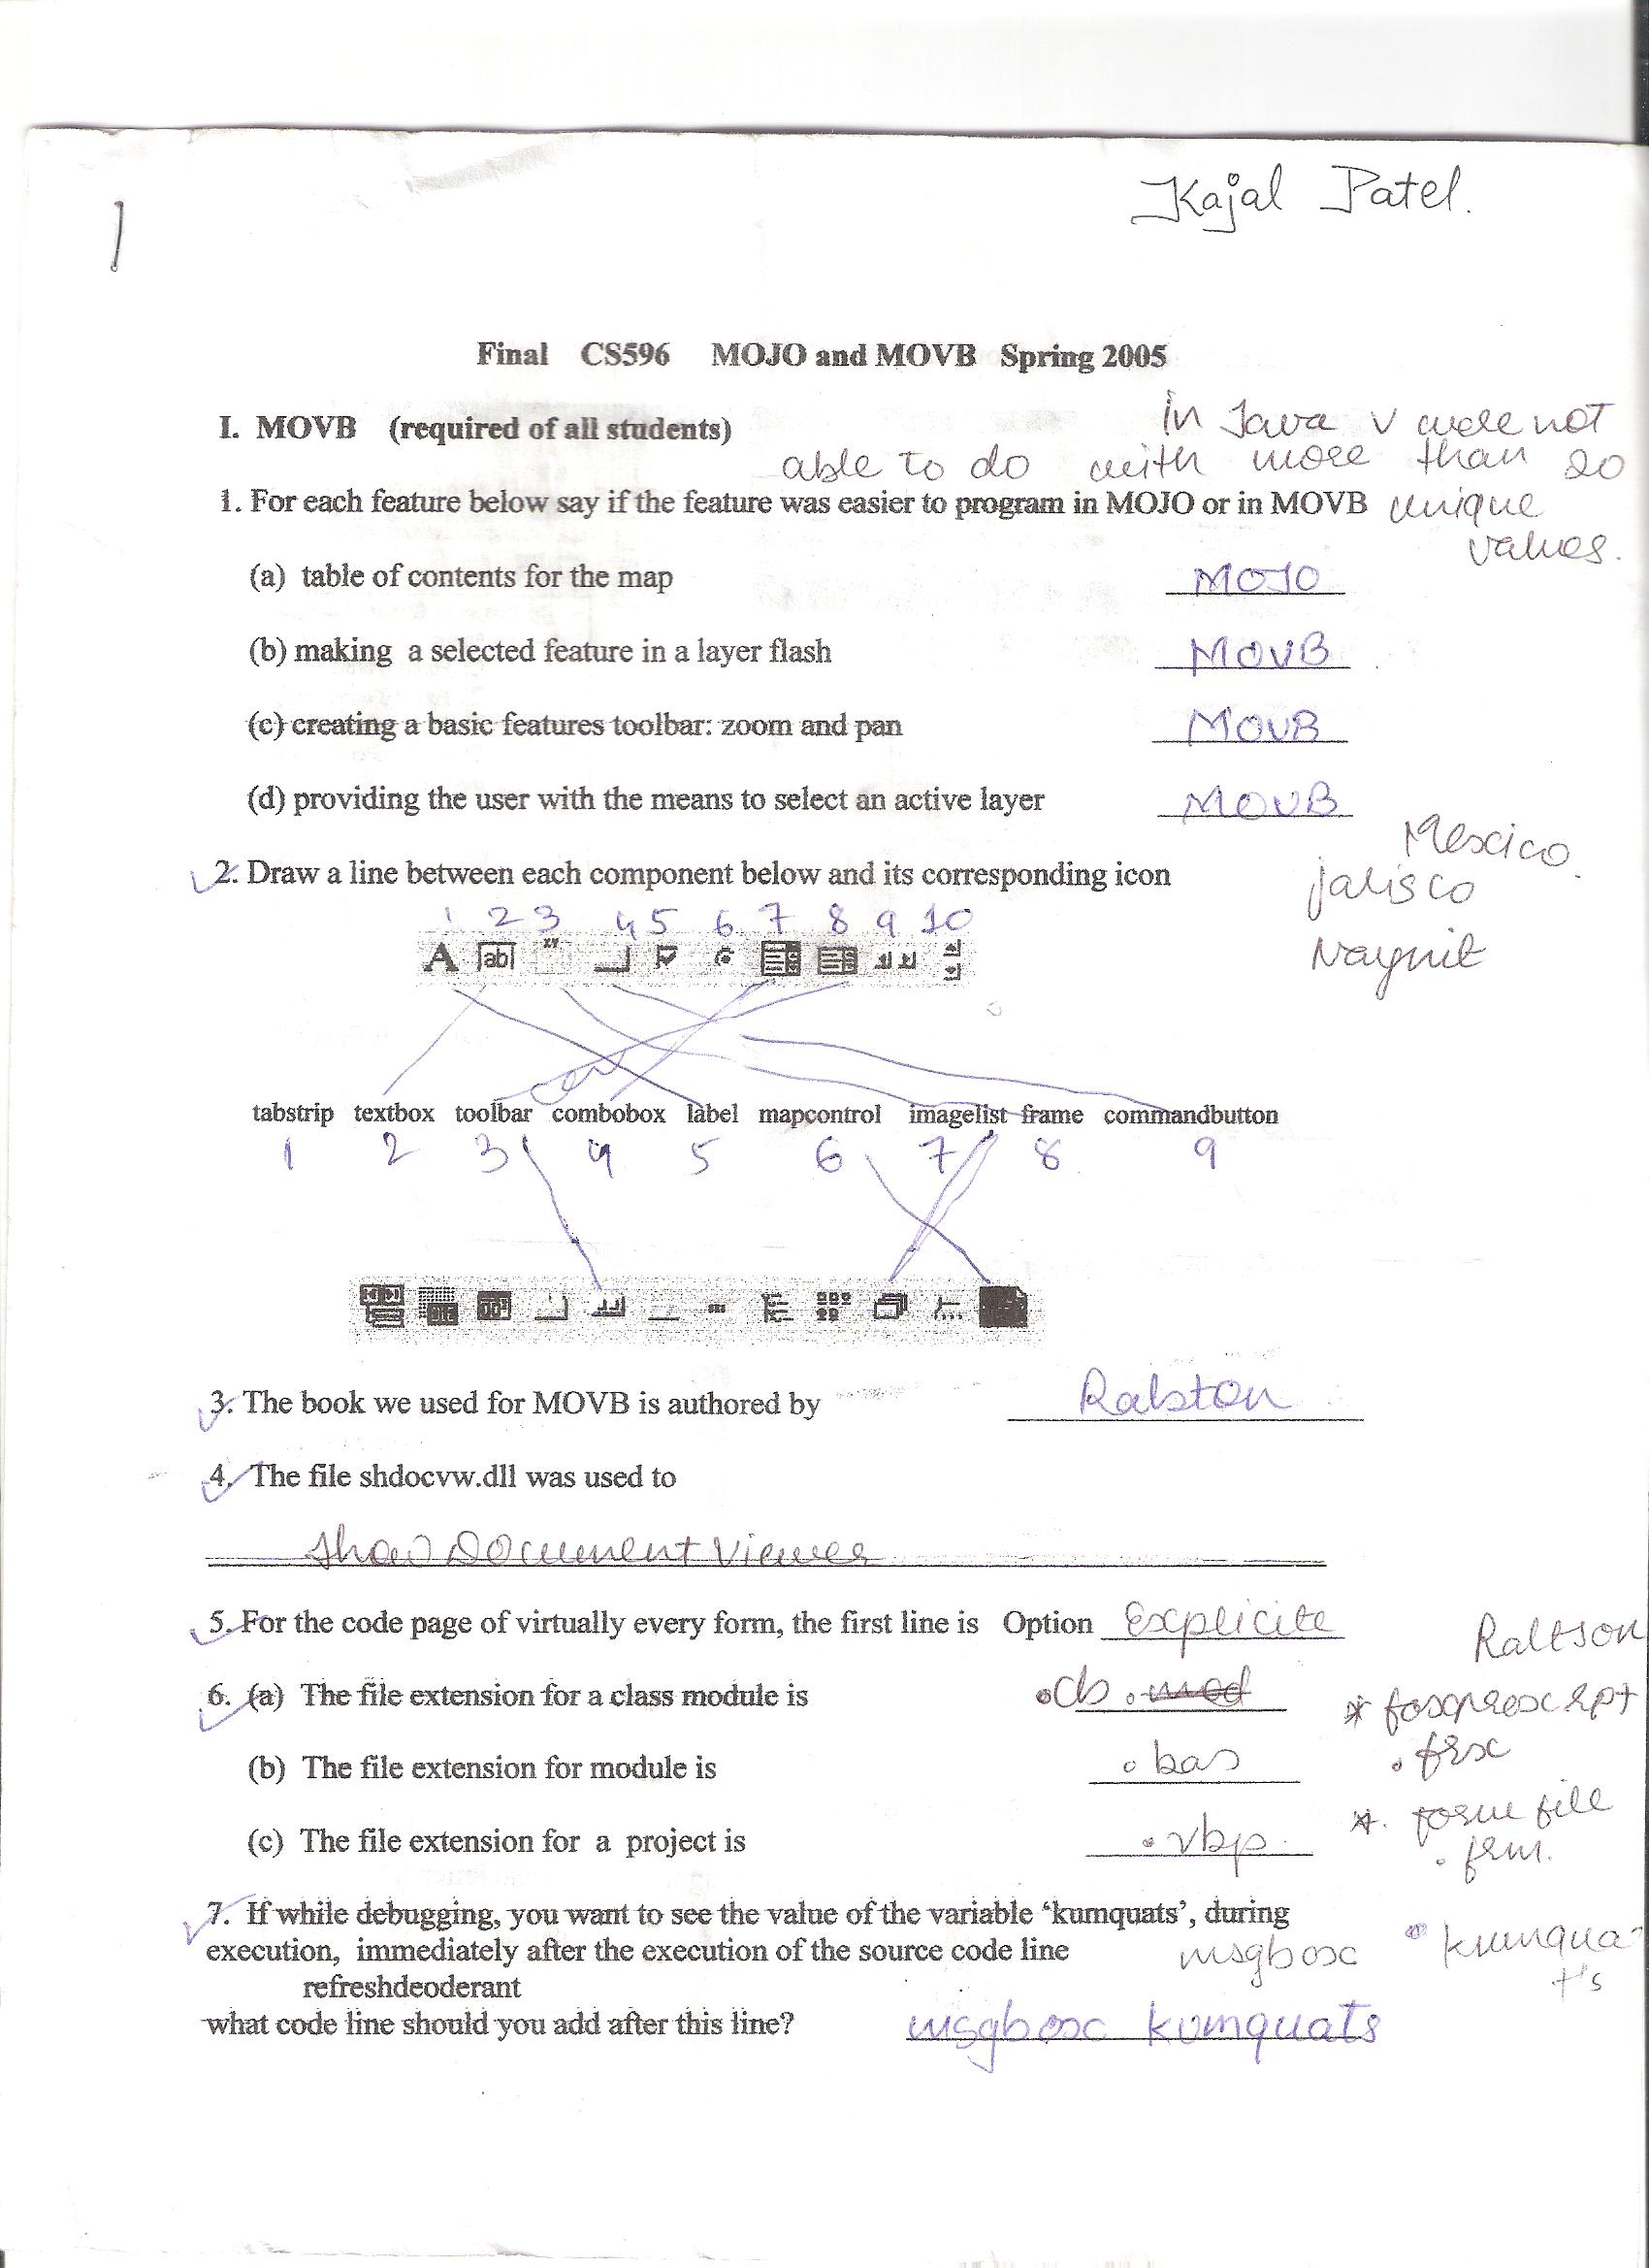 Kajal Patel.
1
Final CS596 MOJO and MOVB Spring 2005
I. MOVB (required of all students)
in Java v were not
able to do with more than 20
unique
values.
1. For each feature below say if the feature was easier to program in MOJO or in MOVB
(a) table of contents for the map MOJO
(b) making a selected feature in a layer flash MOVB
(c) creating a basic features toolbar: zoom and pan MOVB
(d) providing the user with the means to select an active layer MOVB
Mexico.
jalisco
2. Draw a line between each component below and its corresponding icon
1 2 3 4 5 6 7 8 9 10
A ab
tabstrip textbox toolbar combobox label mapcontrol imagelist frame commandbutton
1 2 3 4 5 6 7 8 9
3. The book we used for MOVB is authored by Ralston
4. The file shdocvw.dll was used to
show Document Viewer
5. For the code page of virtually every form, the first line is Option Explicite
Raltson
6. (a) The file extension for a class module is .cls
* foxproscript
. frx
(b) The file extension for module is .bas
*. form file
. frm.
(c) The file extension for a project is .vbp.
7. If while debugging, you want to see the value of the variable ‘kumquats’, during
execution, immediately after the execution of the source code line
msgbox kumqua
t's
refreshdeoderant
what code line should you add after this line? msgbox kumquats